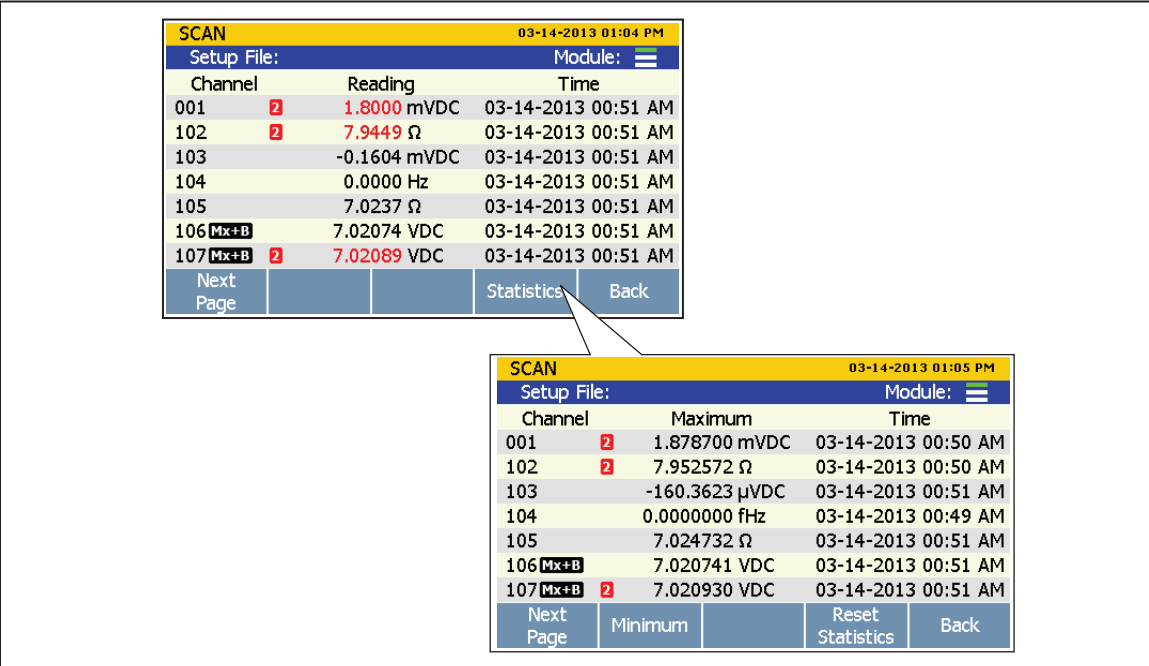 SCAN 03-14-2013 01:04 PM
Setup File: Module:
Channel Reading Time
001 2 1.8000 mVDC 03-14-2013 00:51 AM
102 2 7.9449 Ω 03-14-2013 00:51 AM
103 -0.1604 mVDC 03-14-2013 00:51 AM
104 0.0000 Hz 03-14-2013 00:51 AM
105 7.0237 Ω 03-14-2013 00:51 AM
106 Mx+B 7.02074 VDC 03-14-2013 00:51 AM
107 Mx+B 2 7.02089 VDC 03-14-2013 00:51 AM
Next Page Statistics Back
SCAN 03-14-2013 01:05 PM
Setup File: Module:
Channel Maximum Time
001 2 1.878700 mVDC 03-14-2013 00:50 AM
102 2 7.952572 Ω 03-14-2013 00:50 AM
103 -160.3623 µVDC 03-14-2013 00:51 AM
104 0.0000000 fHz 03-14-2013 00:49 AM
105 7.024732 Ω 03-14-2013 00:51 AM
106 Mx+B 7.020741 VDC 03-14-2013 00:51 AM
107 Mx+B 2 7.020930 VDC 03-14-2013 00:51 AM
Next Page Minimum Reset Statistics Back